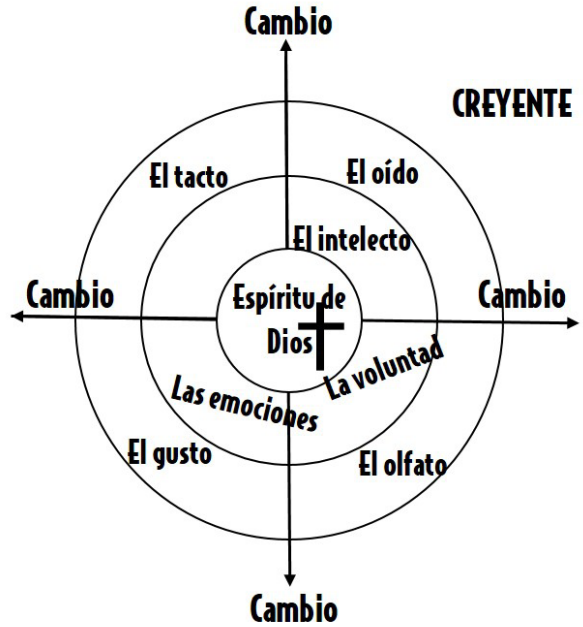 Cambio
CREYENTE
El tacto
El oído
El intelecto
Cambio
Espíritu de
Dios
Cambio
La voluntad
Las emociones
El gusto
El olfato
Cambio